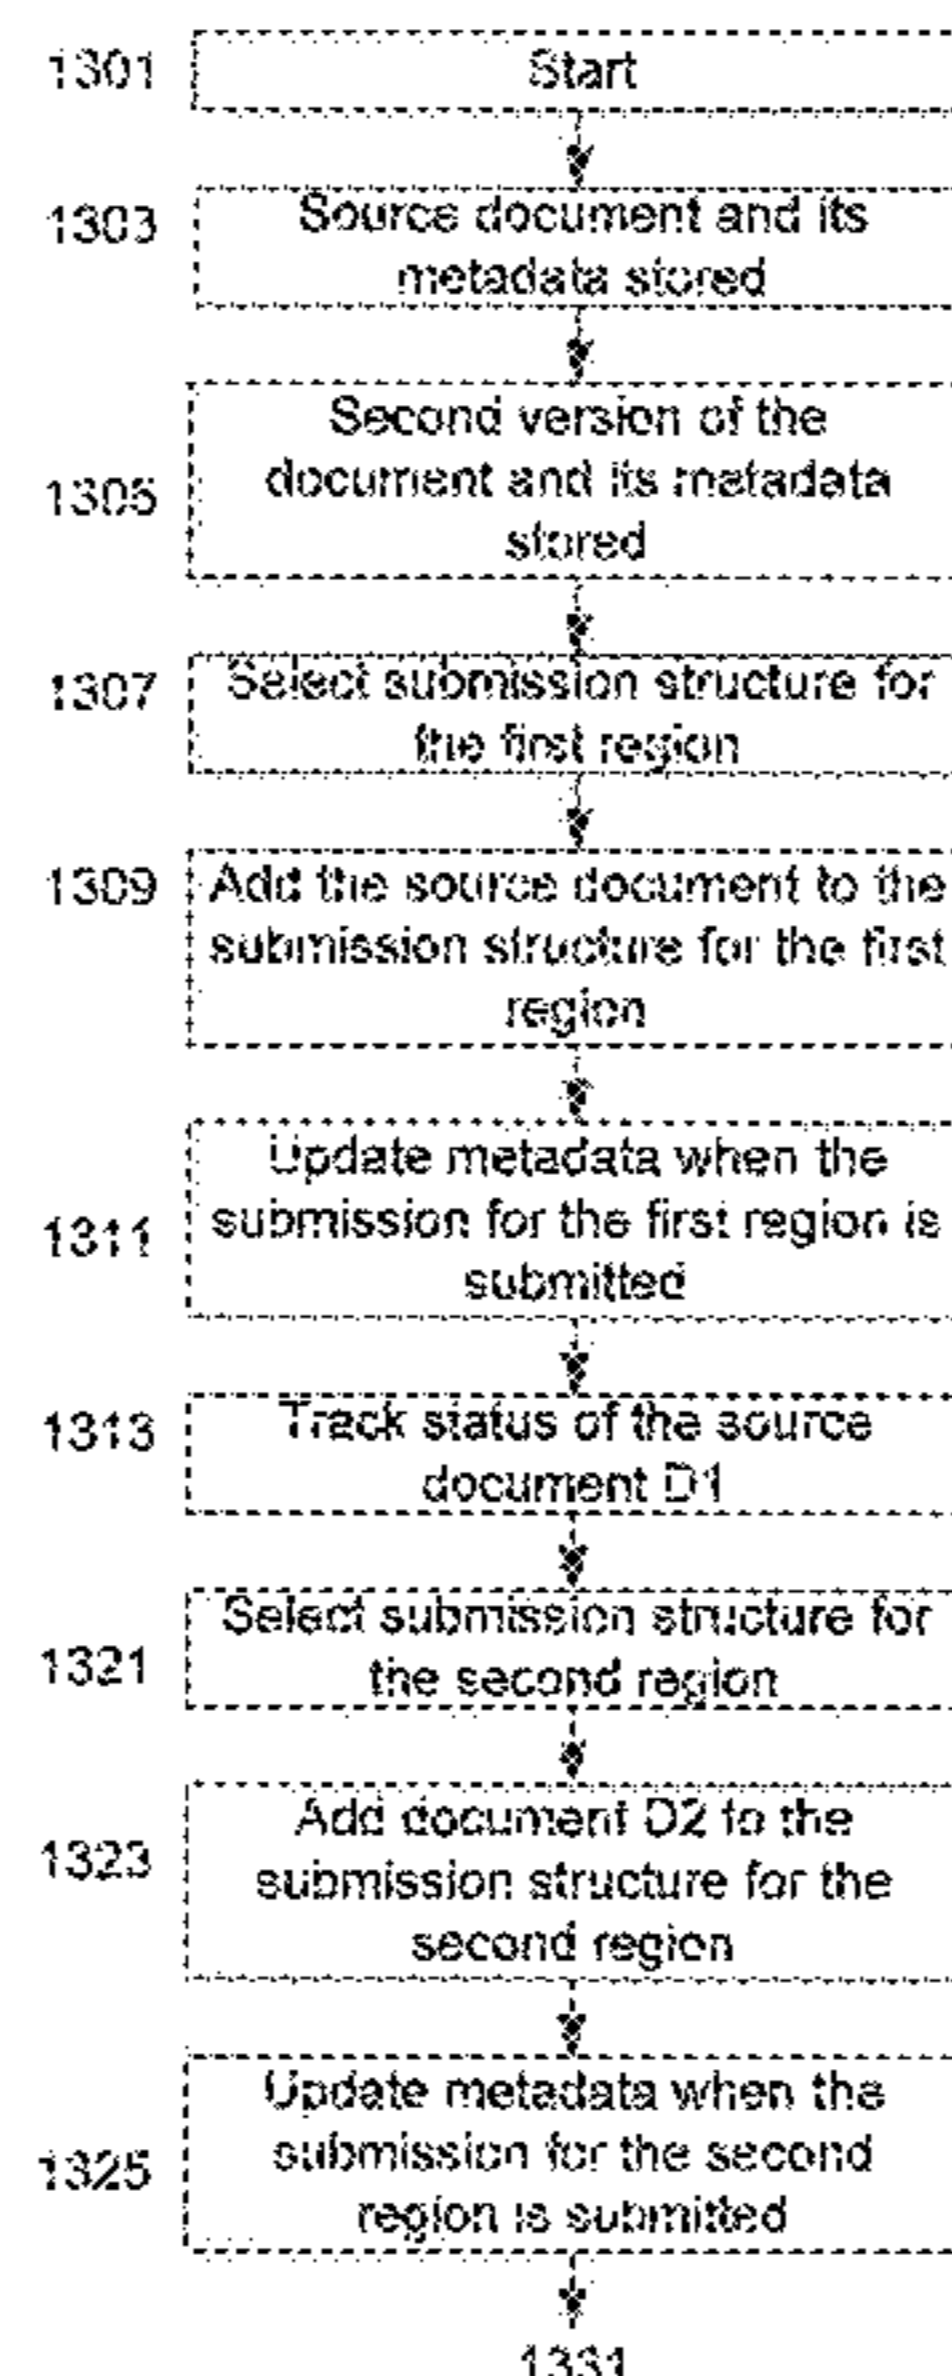 1301
Start
1303
Source document and its
metadata stored
1305
Second version of the
document and its metadata
stored
1307
Select submission structure for
the first region
1309
Add the source document to the
submission structure for the first
region
1311
Update metadata when the
submission for the first region is
submitted
1313
Track status of the source
document D1
1321
Select submission structure for
the second region
1323
Add document D2 to the
submission structure for the
second region
1325
Update metadata when the
submission for the second
region is submitted
1331